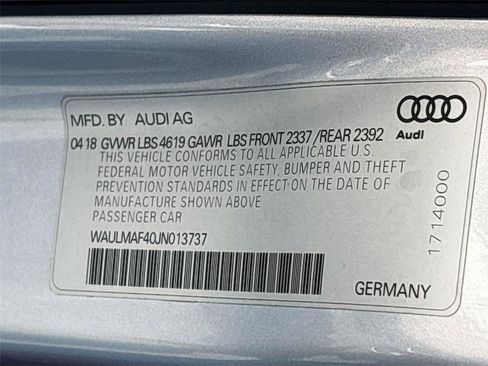 MFD. BY AUDI AG
Audi
04 18 GVWR LBS 4619 GAWR LBS FRONT 2337 /REAR 2392
THIS VEHICLE CONFORMS TO ALL APPLICABLE U.S.
FEDERAL MOTOR VEHICLE SAFETY, BUMPER AND THEFT
PREVENTION STANDARDS IN EFFECT ON THE DATE OF
MANUFACTURE SHOWN ABOVE
PASSENGER CAR
WAULMAF40JN013737
1714000
GERMANY